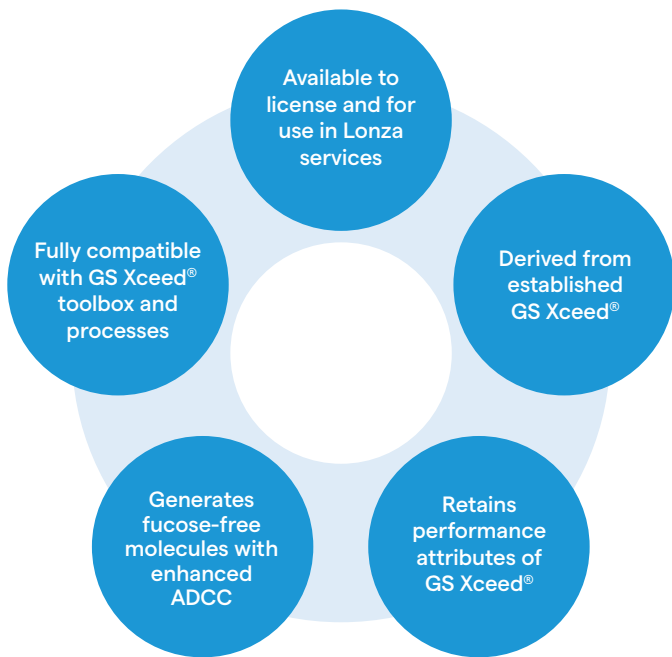 Available to
license and for
use in Lonza
services
Derived from
established
GS Xceed®
Retains
performance
attributes of
GS Xceed®
Generates
fucose-free
molecules with
enhanced
ADCC
Fully compatible
with GS Xceed®
toolbox and
processes